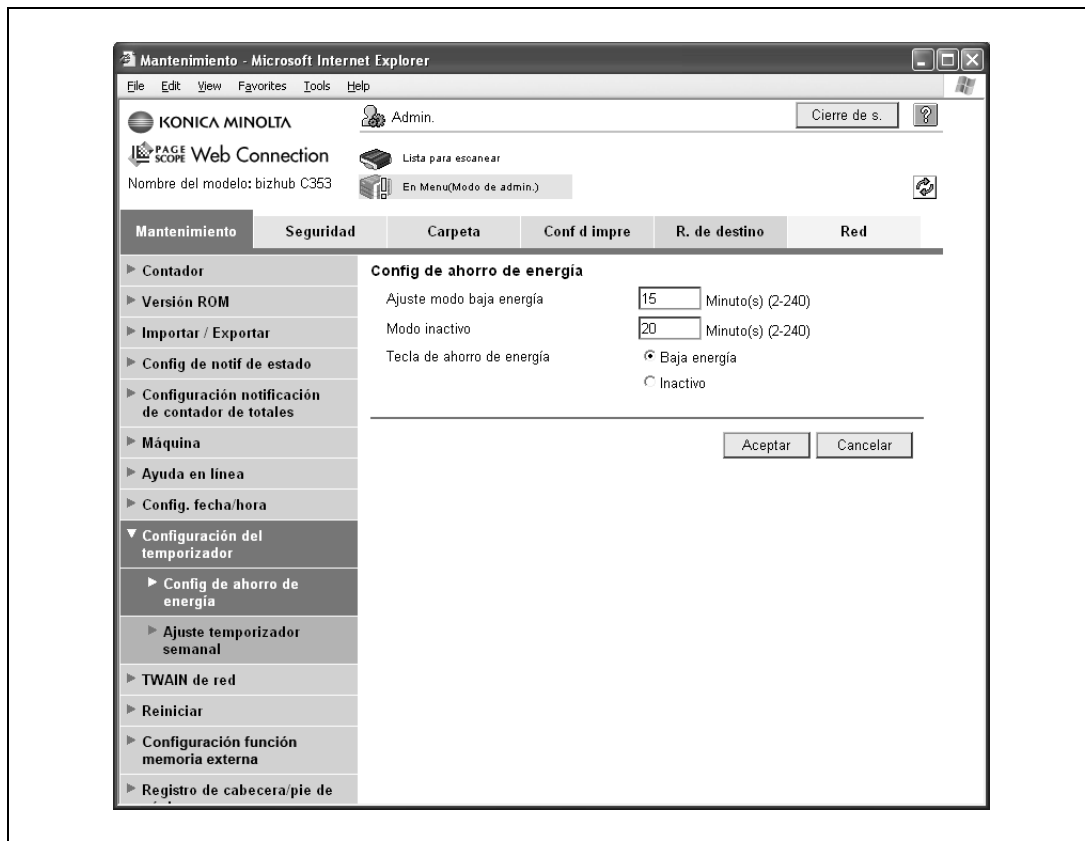 Mantenimiento - Microsoft Internet Explorer
File Edit View Favorites Tools Help
KONICA MINOLTA
Admin.
Cierre de s.
?
PAGE SCOPE Web Connection
Lista para escanear
Nombre del modelo: bizhub C353
En Menu(Modo de admin.)
Mantenimiento Seguridad Carpeta Conf d impre R. de destino Red
Contador
Versión ROM
Importar / Exportar
Config de notif de estado
Configuración notificación
de contador de totales
Máquina
Ayuda en línea
Config. fecha/hora
Configuración del
temporizador
Config de ahorro de
energía
Ajuste temporizador
semanal
TWAIN de red
Reiniciar
Configuración función
memoria externa
Registro de cabecera/pie de
Config de ahorro de energía
Ajuste modo baja energía 15 Minuto(s) (2-240)
Modo inactivo 20 Minuto(s) (2-240)
Tecla de ahorro de energía Baja energía
Inactivo
Aceptar Cancelar